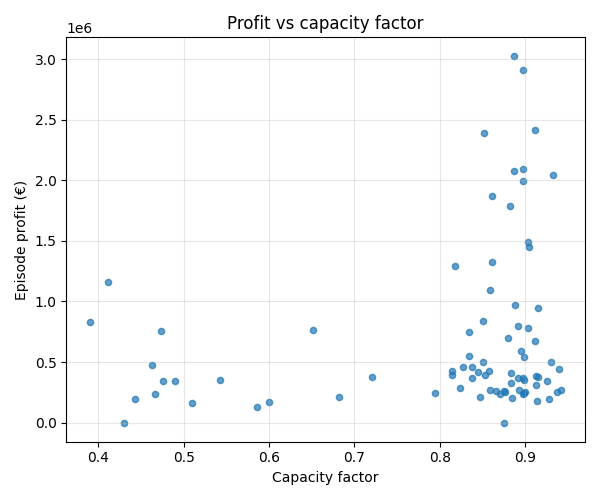 Profit vs capacity factor
1e6
3.0
2.5
2.0
1.5
1.0
0.5
0.0
Episode profit (€)
0.4 0.5 0.6 0.7 0.8 0.9
Capacity factor